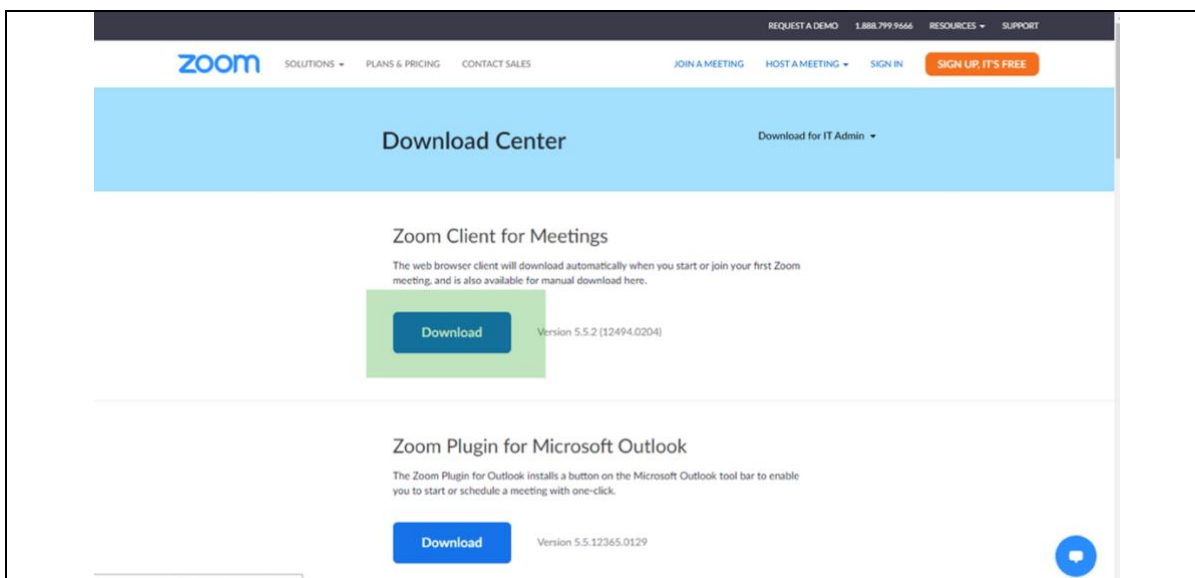 REQUEST A DEMO 1.888.799.9666 RESOURCES SUPPORT
zoom SOLUTIONS PLANS & PRICING CONTACT SALES JOIN A MEETING HOST A MEETING SIGN IN SIGN UP, IT'S FREE
Download Center Download for IT Admin
Zoom Client for Meetings
The web browser client will download automatically when you start or join your first Zoom
meeting, and is also available for manual download here.
Download Version 5.5.2 (12494.0204)
Zoom Plugin for Microsoft Outlook
The Zoom Plugin for Outlook installs a button on the Microsoft Outlook tool bar to enable
you to start or schedule a meeting with one-click.
Download Version 5.5.12365.0129